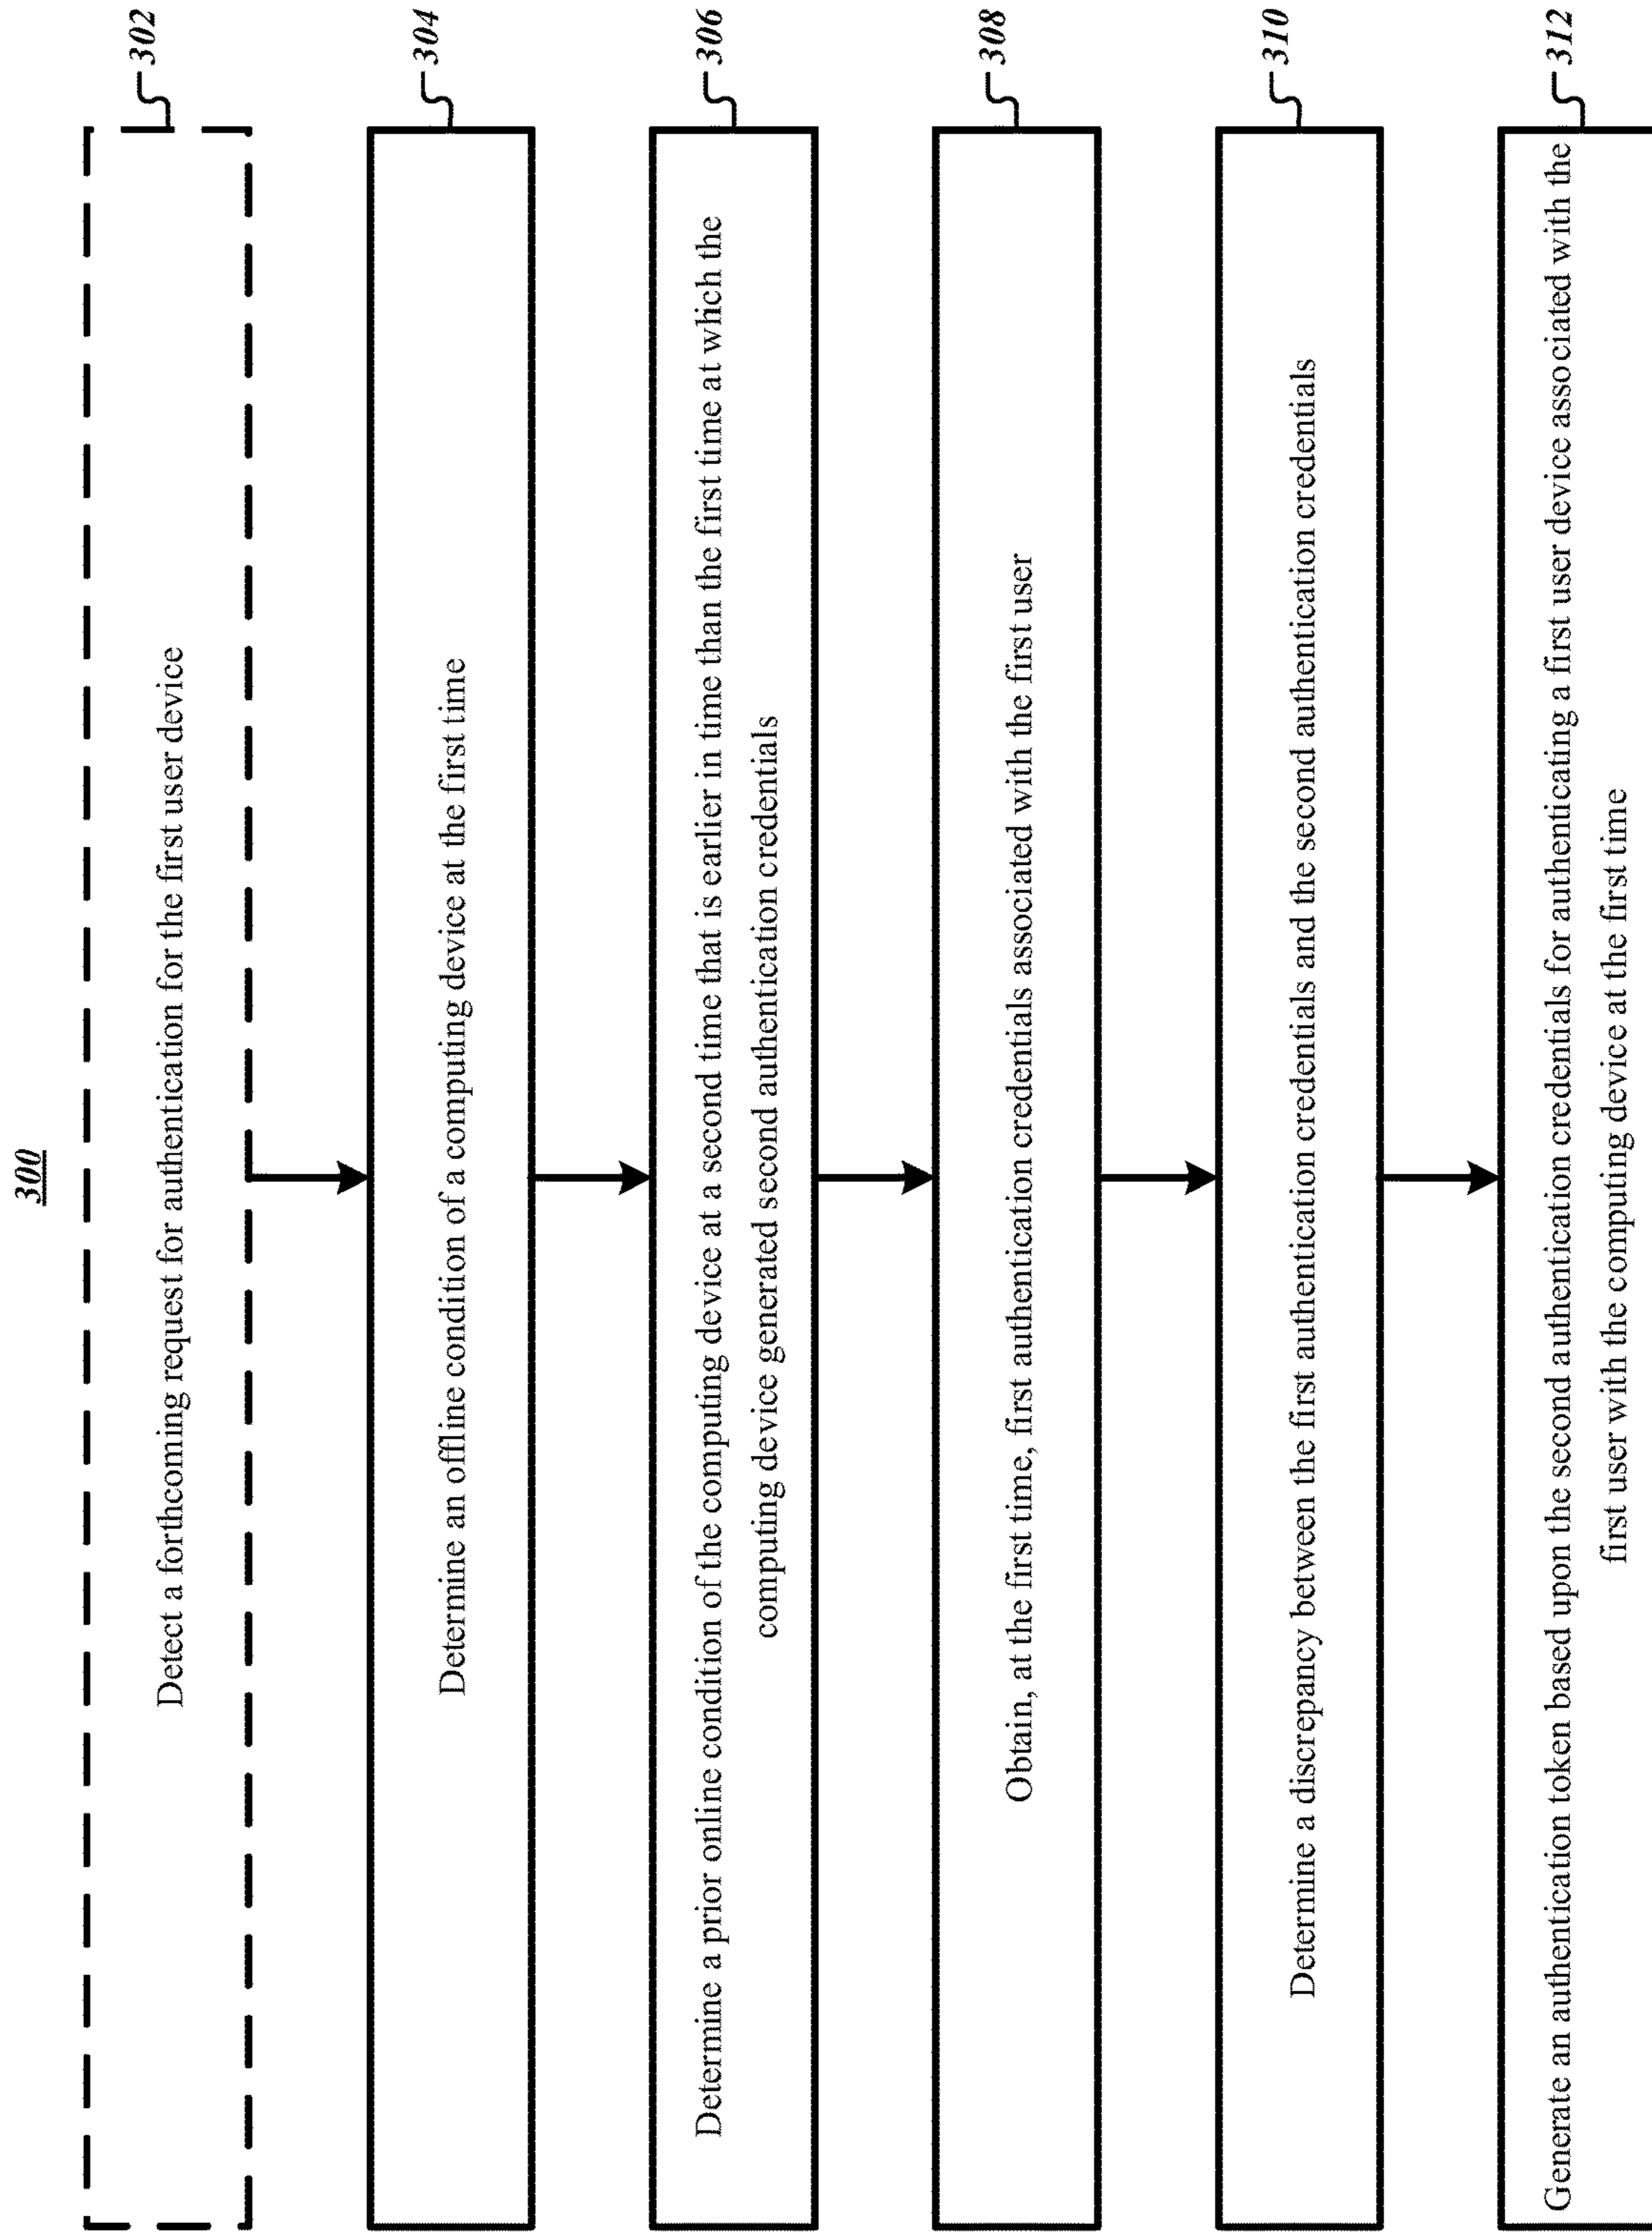 300
Detect a forthcoming request for authentication for the first user device
302
Determine an offline condition of a computing device at the first time
304
Determine a prior online condition of the computing device at a second time that is earlier in time than the first time at which the
computing device generated second authentication credentials
306
Obtain, at the first time, first authentication credentials associated with the first user
308
Determine a discrepancy between the first authentication credentials and the second authentication credentials
310
Generate an authentication token based upon the second authentication credentials for authenticating a first user device associated with the
first user with the computing device at the first time
312